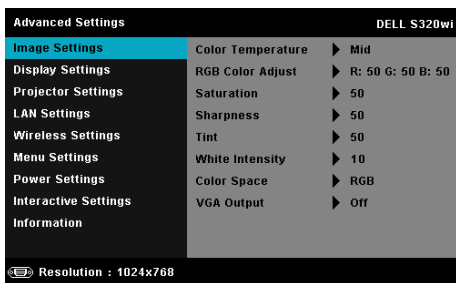 Advanced Settings DELL S320wi
Image Settings Color Temperature Mid
Display Settings RGB Color Adjust R: 50 G: 50 B: 50
Projector Settings Saturation 50
LAN Settings Sharpness 50
Wireless Settings Tint 50
Menu Settings White Intensity 10
Power Settings Color Space RGB
Interactive Settings VGA Output Off
Information
Resolution : 1024x768